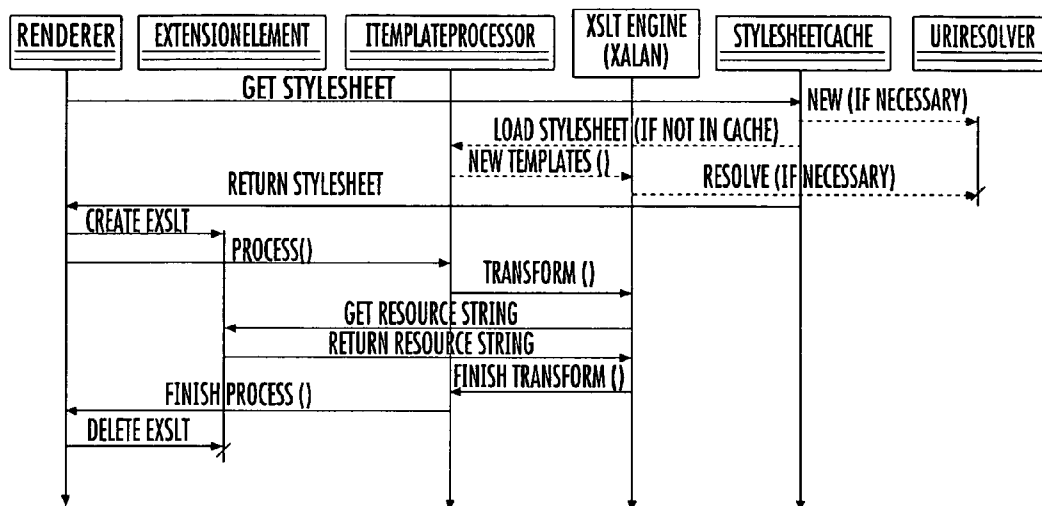 RENDERER
EXTENSIONELEMENT
ITEMPLATEPROCESSOR
XSLT ENGINE
(XALAN)
STYLESHEETCACHE
URIRESOLVER
GET STYLESHEET
NEW (IF NECESSARY)
LOAD STYLESHEET (IF NOT IN CACHE)
NEW TEMPLATES ()
RESOLVE (IF NECESSARY)
RETURN STYLESHEET
CREATE EXSLT
PROCESS()
TRANSFORM ()
GET RESOURCE STRING
RETURN RESOURCE STRING
FINISH TRANSFORM ()
FINISH PROCESS ()
DELETE EXSLT